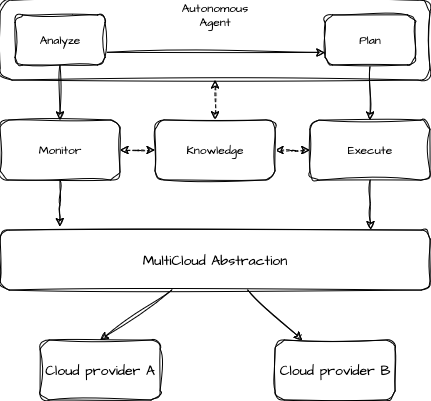 Autonomous
Agent
Analyze
Plan
Monitor
Knowledge
Execute
MultiCloud Abstraction
Cloud provider A
Cloud provider B